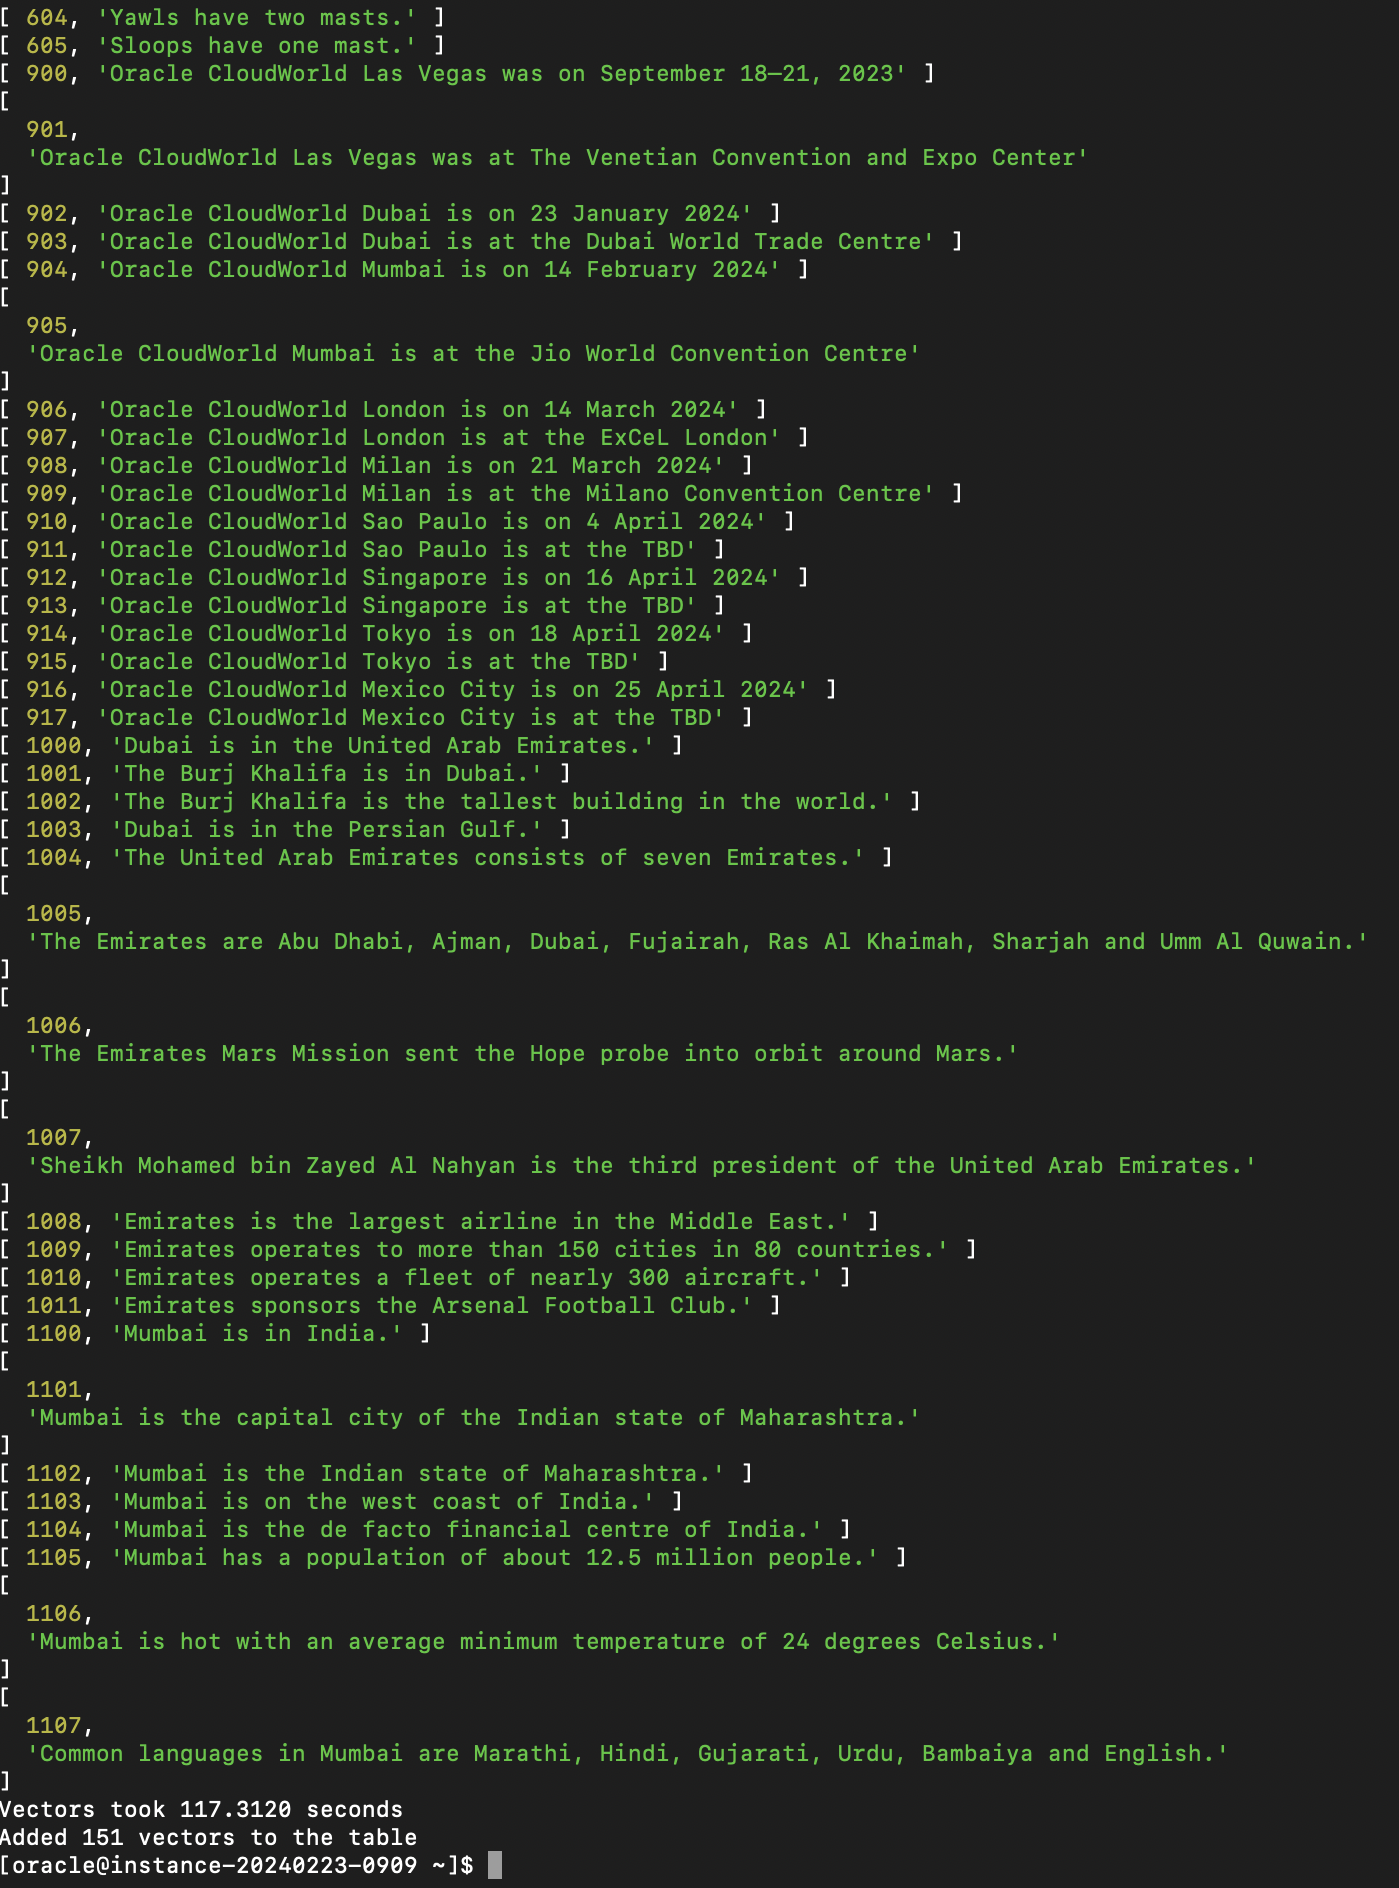 [ 604, 'Yawls have two masts.' ]
[ 605, 'Sloops have one mast.' ]
[ 900, 'Oracle CloudWorld Las Vegas was on September 18–21, 2023' ]
[
  901,
  'Oracle CloudWorld Las Vegas was at The Venetian Convention and Expo Center'
]
[ 902, 'Oracle CloudWorld Dubai is on 23 January 2024' ]
[ 903, 'Oracle CloudWorld Dubai is at the Dubai World Trade Centre' ]
[ 904, 'Oracle CloudWorld Mumbai is on 14 February 2024' ]
[
  905,
  'Oracle CloudWorld Mumbai is at the Jio World Convention Centre'
]
[ 906, 'Oracle CloudWorld London is on 14 March 2024' ]
[ 907, 'Oracle CloudWorld London is at the ExCeL London' ]
[ 908, 'Oracle CloudWorld Milan is on 21 March 2024' ]
[ 909, 'Oracle CloudWorld Milan is at the Milano Convention Centre' ]
[ 910, 'Oracle CloudWorld Sao Paulo is on 4 April 2024' ]
[ 911, 'Oracle CloudWorld Sao Paulo is at the TBD' ]
[ 912, 'Oracle CloudWorld Singapore is on 16 April 2024' ]
[ 913, 'Oracle CloudWorld Singapore is at the TBD' ]
[ 914, 'Oracle CloudWorld Tokyo is on 18 April 2024' ]
[ 915, 'Oracle CloudWorld Tokyo is at the TBD' ]
[ 916, 'Oracle CloudWorld Mexico City is on 25 April 2024' ]
[ 917, 'Oracle CloudWorld Mexico City is at the TBD' ]
[ 1000, 'Dubai is in the United Arab Emirates.' ]
[ 1001, 'The Burj Khalifa is in Dubai.' ]
[ 1002, 'The Burj Khalifa is the tallest building in the world.' ]
[ 1003, 'Dubai is in the Persian Gulf.' ]
[ 1004, 'The United Arab Emirates consists of seven Emirates.' ]
[
  1005,
  'The Emirates are Abu Dhabi, Ajman, Dubai, Fujairah, Ras Al Khaimah, Sharjah and Umm Al Quwain.'
]
[
  1006,
  'The Emirates Mars Mission sent the Hope probe into orbit around Mars.'
]
[
  1007,
  'Sheikh Mohamed bin Zayed Al Nahyan is the third president of the United Arab Emirates.'
]
[ 1008, 'Emirates is the largest airline in the Middle East.' ]
[ 1009, 'Emirates operates to more than 150 cities in 80 countries.' ]
[ 1010, 'Emirates operates a fleet of nearly 300 aircraft.' ]
[ 1011, 'Emirates sponsors the Arsenal Football Club.' ]
[ 1100, 'Mumbai is in India.' ]
[
  1101,
  'Mumbai is the capital city of the Indian state of Maharashtra.'
]
[ 1102, 'Mumbai is the Indian state of Maharashtra.' ]
[ 1103, 'Mumbai is on the west coast of India.' ]
[ 1104, 'Mumbai is the de facto financial centre of India.' ]
[ 1105, 'Mumbai has a population of about 12.5 million people.' ]
[
  1106,
  'Mumbai is hot with an average minimum temperature of 24 degrees Celsius.'
]
[
  1107,
  'Common languages in Mumbai are Marathi, Hindi, Gujarati, Urdu, Bambaiya and English.'
]
Vectors took 117.3120 seconds
Added 151 vectors to the table
[oracle@instance-20240223-0909 ~]$